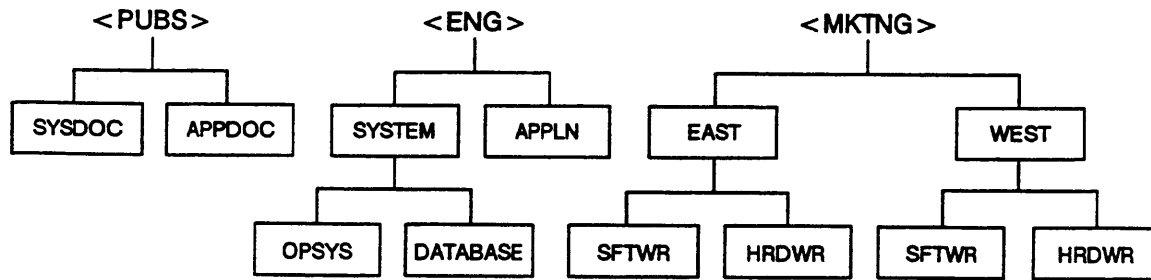 <PUBS> <ENG> <MKTNG>
SYSDOC APPDOC SYSTEM APPLN EAST WEST
OPSYS DATABASE SFTWR HRDWR SFTWR HRDWR